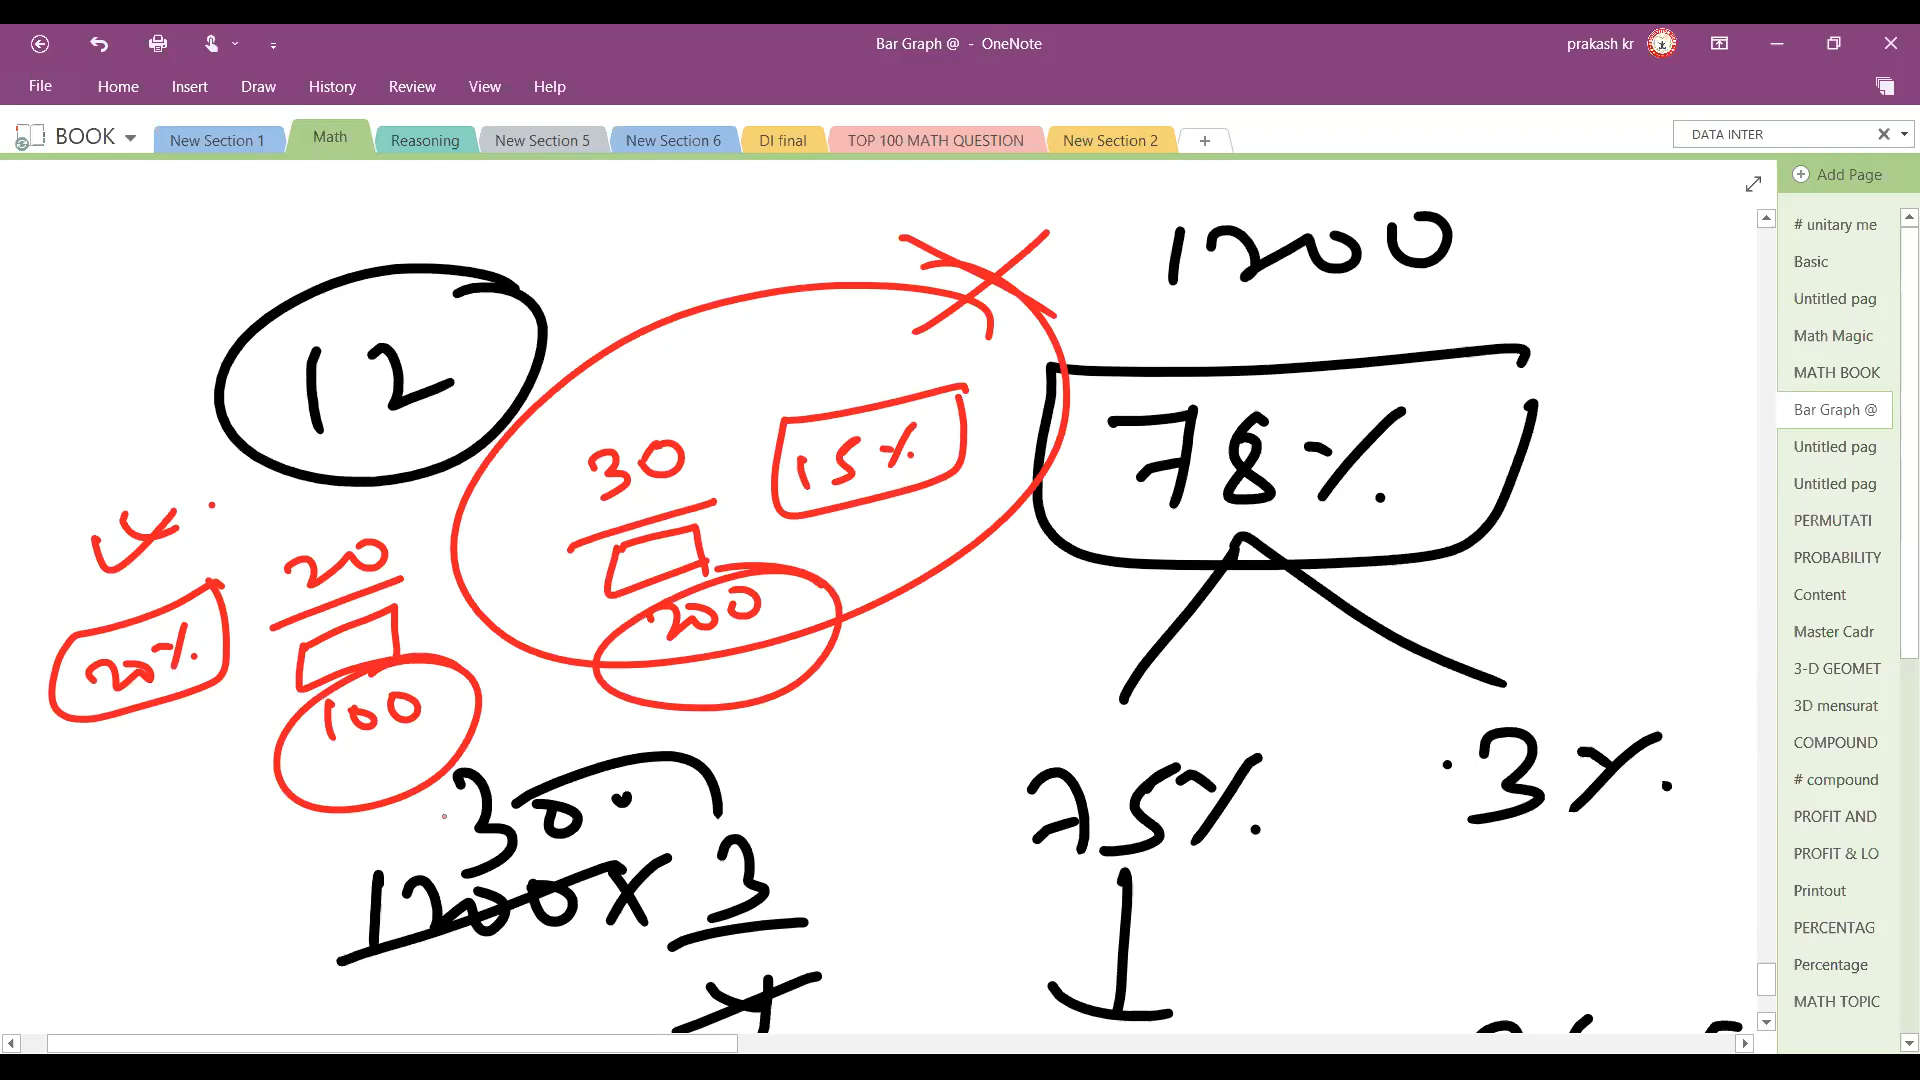 Bar Graph @ - OneNote
prakash kr
File Home Insert Draw History Review View Help
BOOK New Section 1 Math Reasoning New Section 5 New Section 6 DI final TOP 100 MATH QUESTION New Section 2 +
DATA INTER
Add Page
# unitary me
Basic
Untitled pag
Math Magic
MATH BOOK
Bar Graph @
Untitled pag
Untitled pag
PERMUTATI
PROBABILITY
Content
Master Cadr
3-D GEOMET
3D mensurat
COMPOUND
# compound
PROFIT AND
PROFIT & LO
Printout
PERCENTAG
Percentage
MATH TOPIC
1200
12
78%
30
15%
200
20
20%
100
75%
3%
30
1200 x 3
4